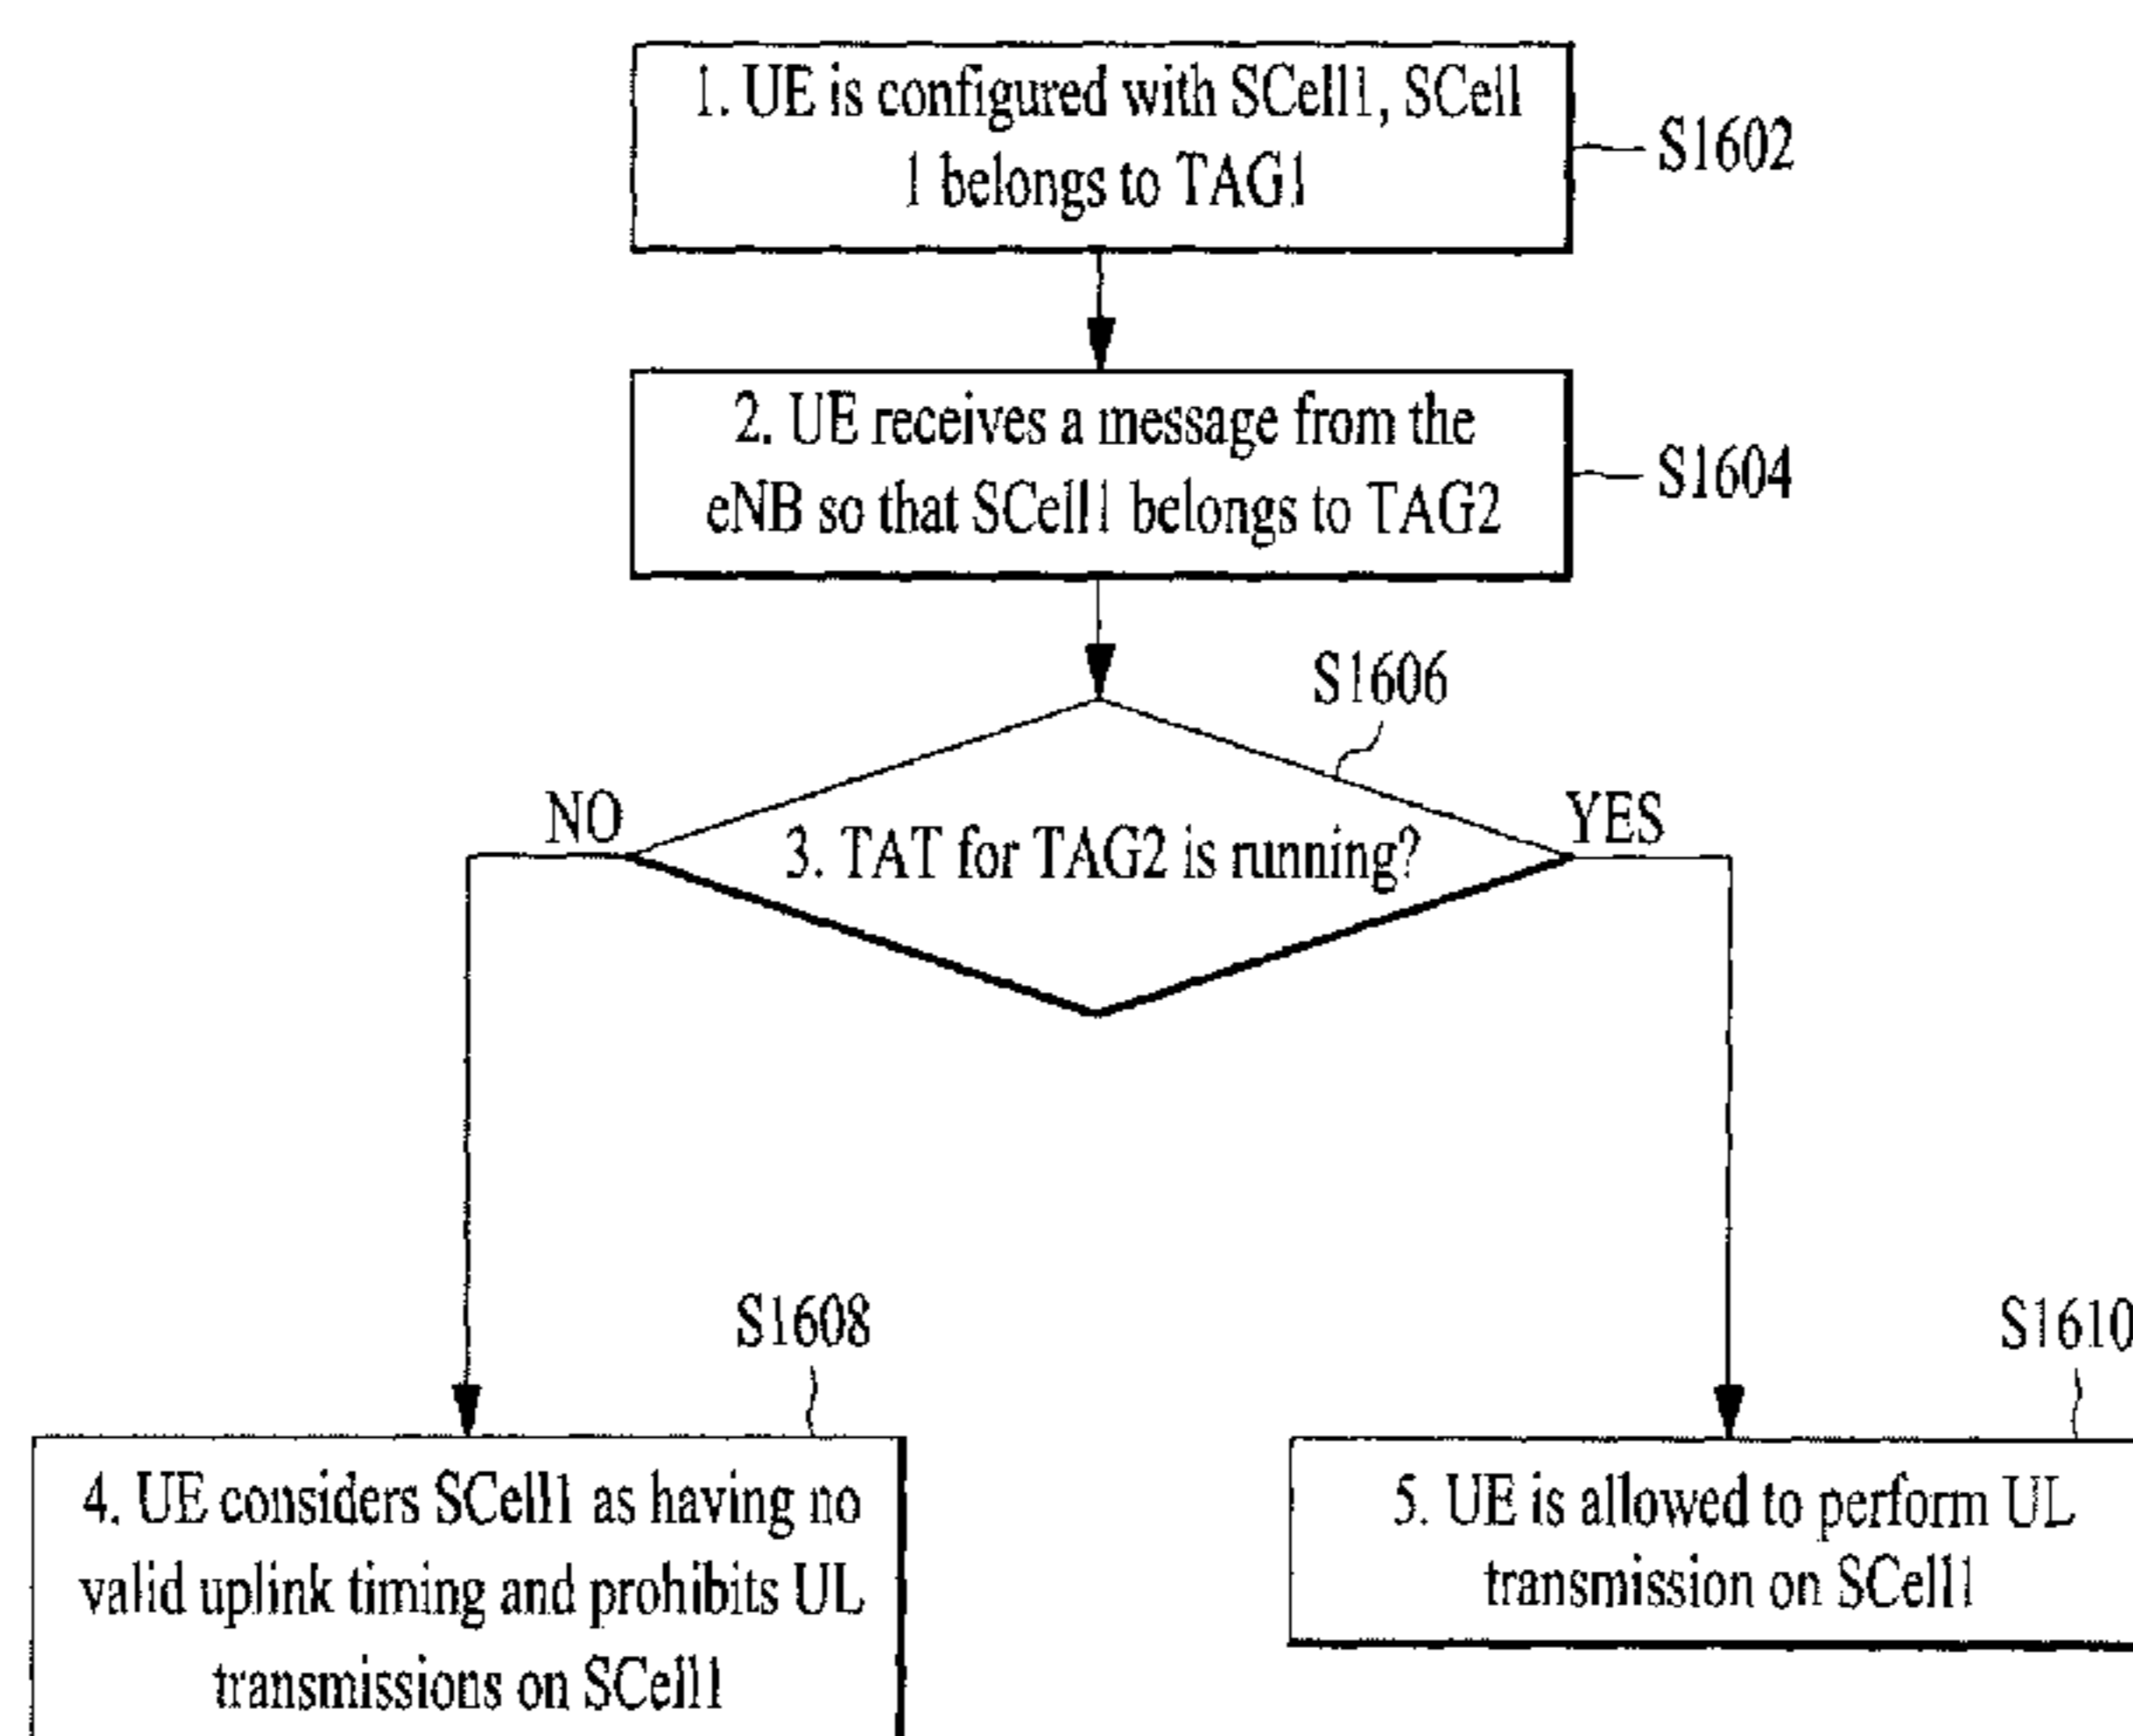 1. UE is configured with SCell1, SCell
1 belongs to TAG1
S1602
2. UE receives a message from the
eNB so that SCell1 belongs to TAG2
S1604
S1606
NO
3. TAT for TAG2 is running?
YES
S1608
S1610
4. UE considers SCell1 as having no
valid uplink timing and prohibits UL
transmissions on SCell1
5. UE is allowed to perform UL
transmission on SCell1